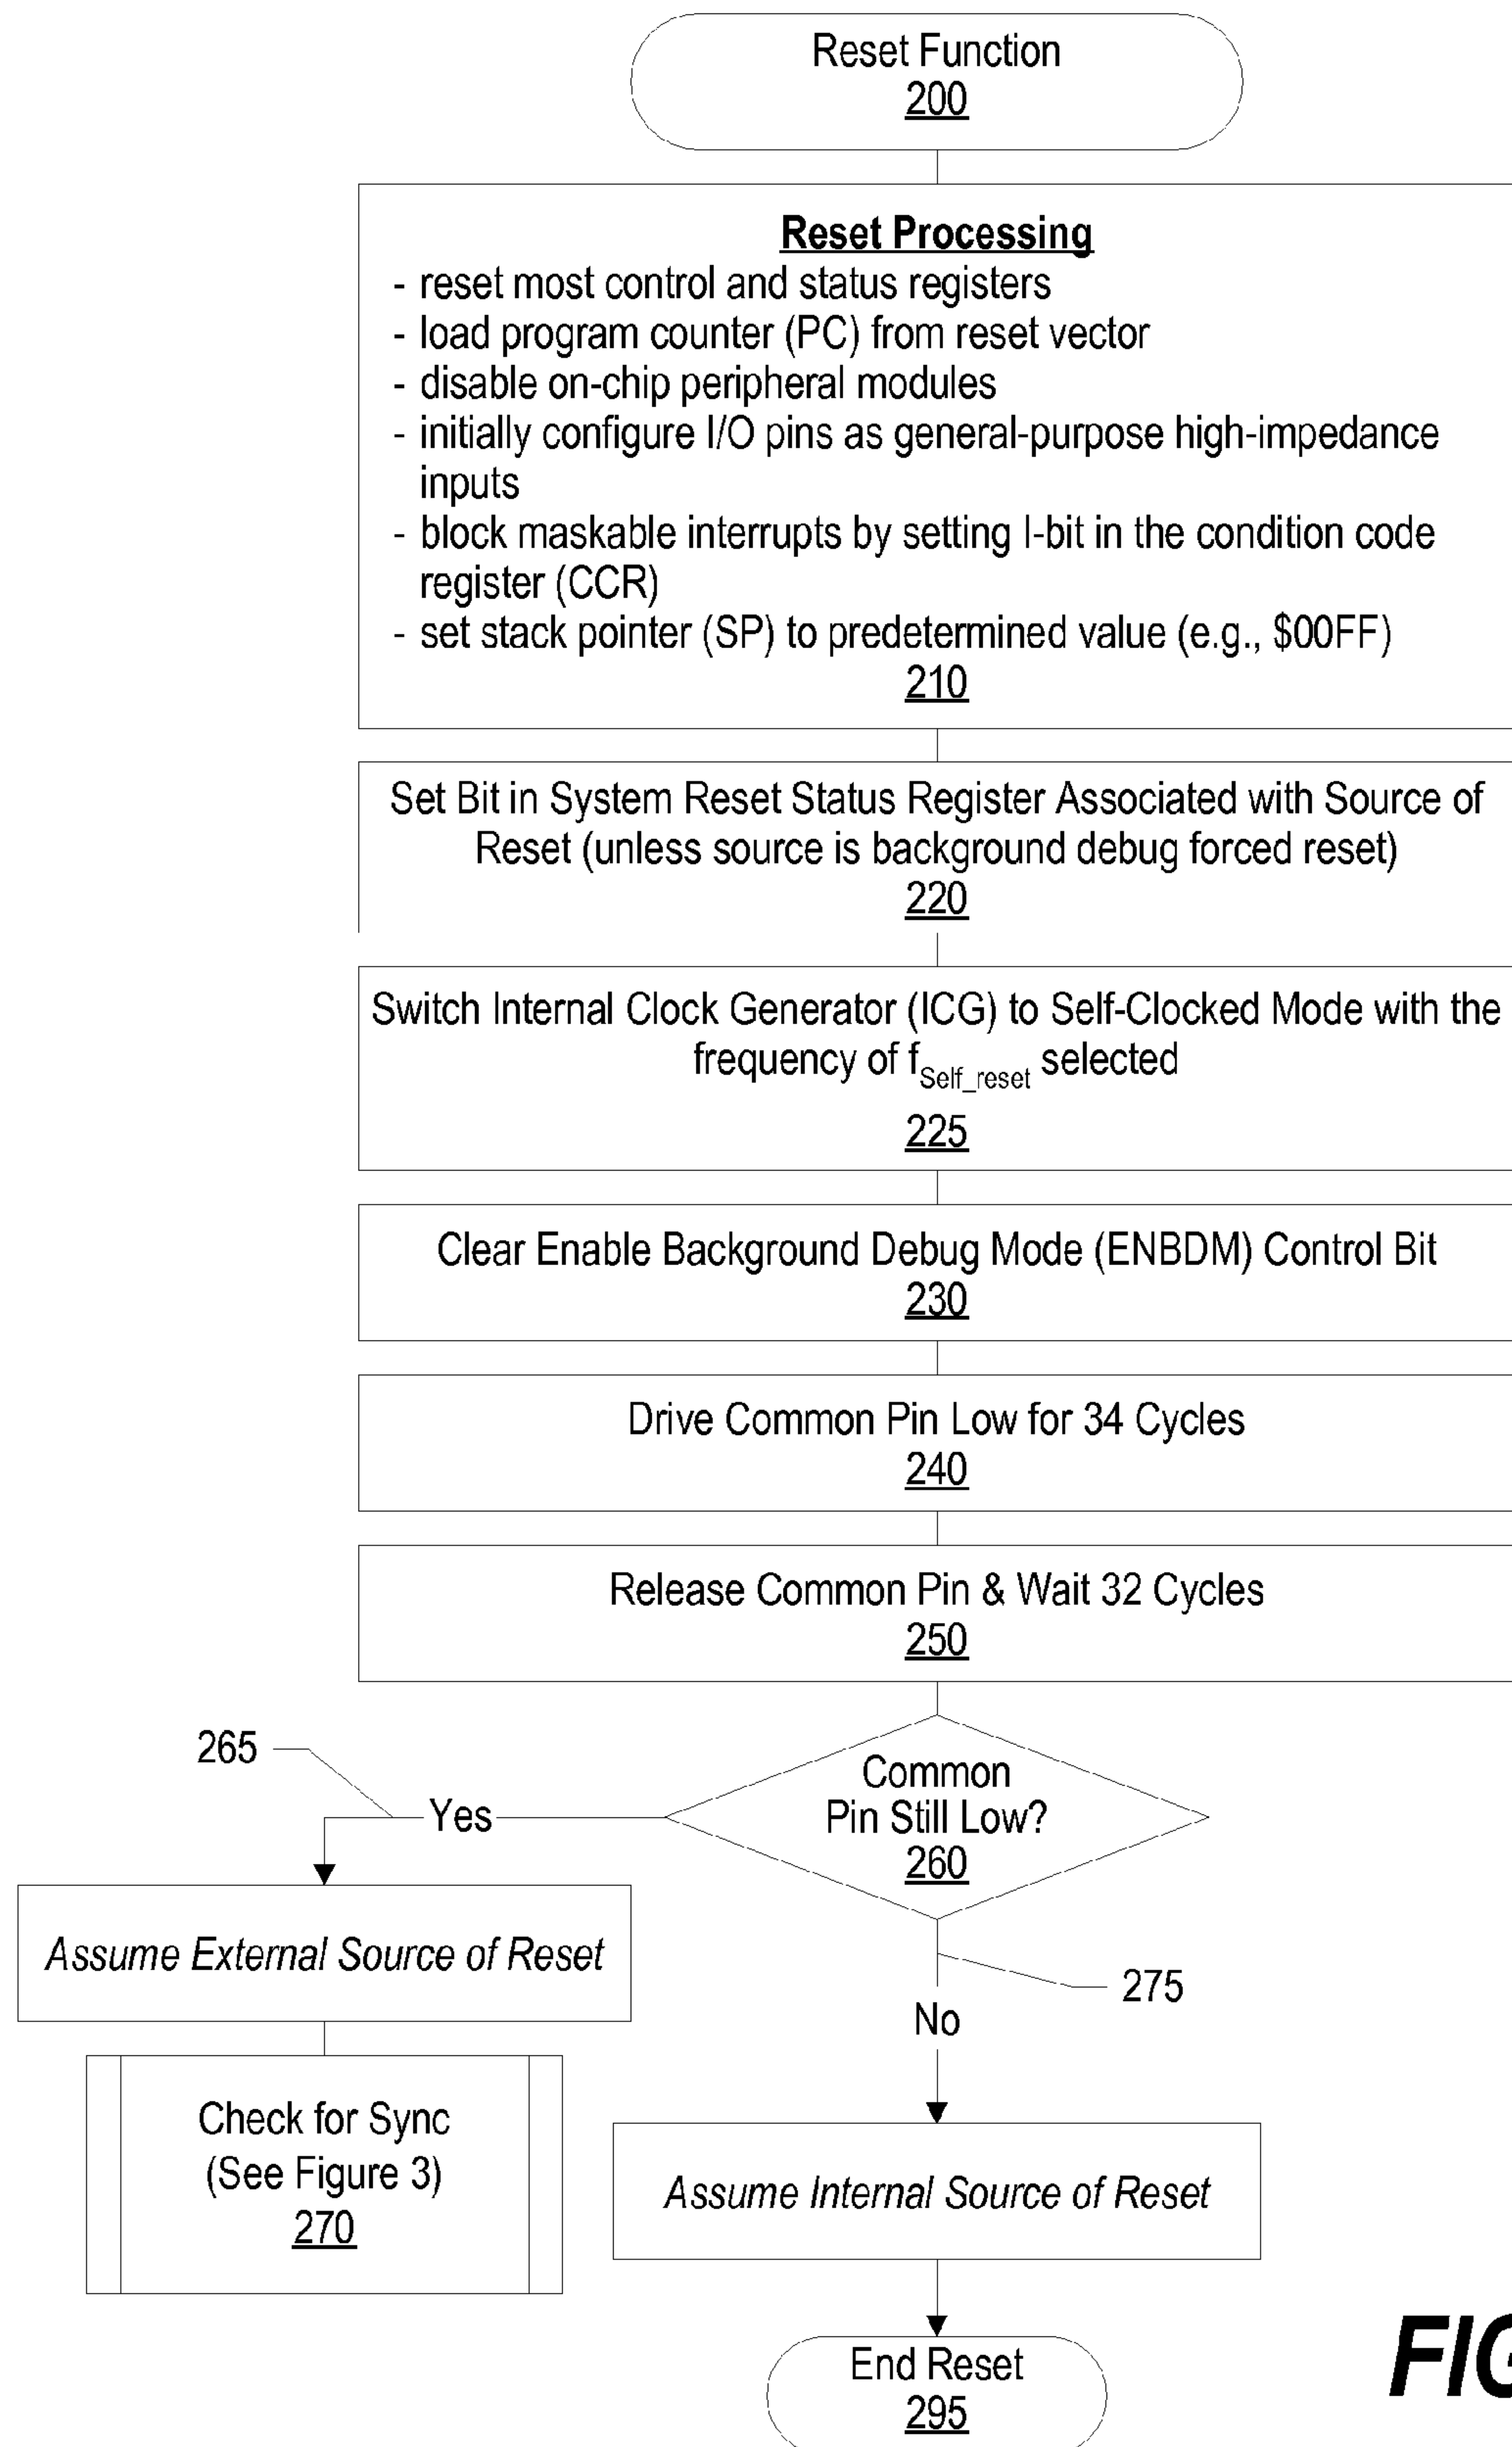 Reset Function
200
Reset Processing
- reset most control and status registers
- load program counter (PC) from reset vector
- disable on-chip peripheral modules
- initially configure I/O pins as general-purpose high-impedance
inputs
- block maskable interrupts by setting I-bit in the condition code
register (CCR)
- set stack pointer (SP) to predetermined value (e.g., $00FF)
210
Set Bit in System Reset Status Register Associated with Source of
Reset (unless source is background debug forced reset)
220
Switch Internal Clock Generator (ICG) to Self-Clocked Mode with the
frequency of fSelf_reset selected
225
Clear Enable Background Debug Mode (ENBDM) Control Bit
230
Drive Common Pin Low for 34 Cycles
240
Release Common Pin & Wait 32 Cycles
250
265
Yes
Common
Pin Still Low?
260
Assume External Source of Reset
275
No
Check for Sync
(See Figure 3)
270
Assume Internal Source of Reset
End Reset
295
FIG